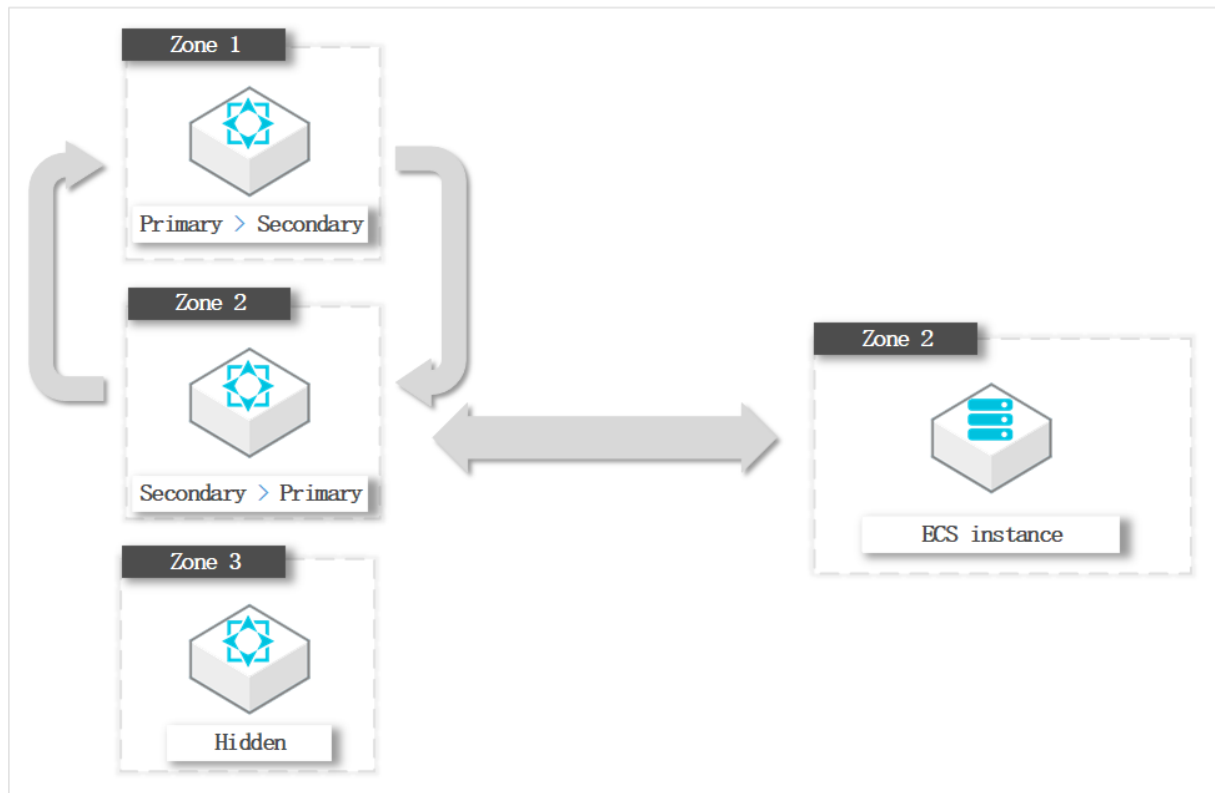 Zone 1
Primary > Secondary
Zone 2
Secondary > Primary
Zone 3
Hidden
Zone 2
ECS instance